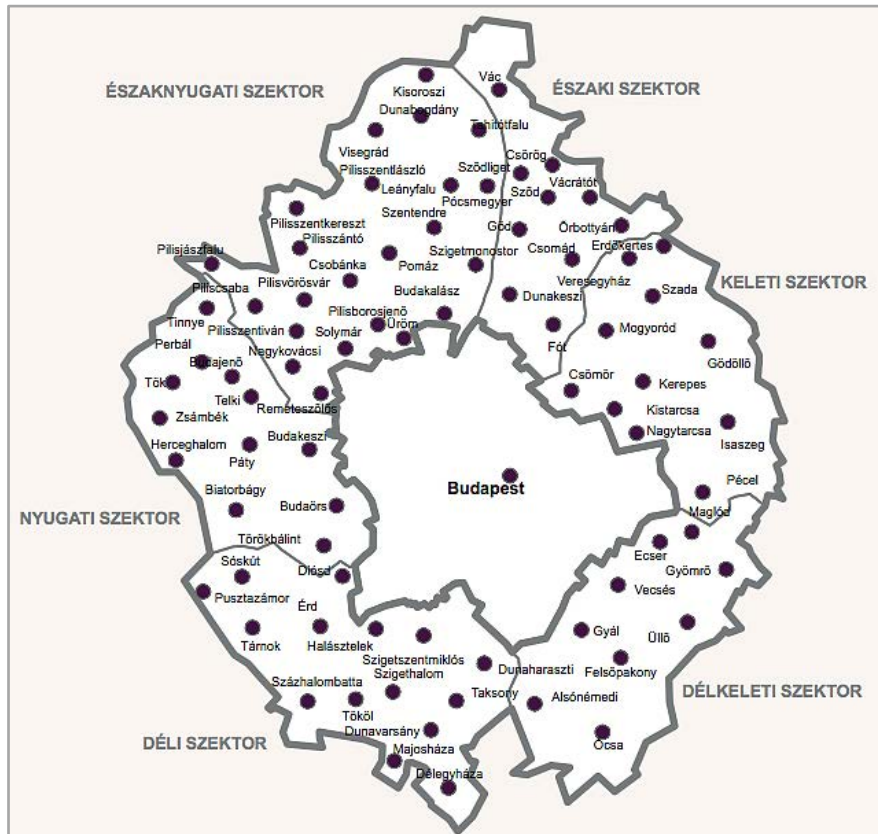 Vác
ÉSZAKNYUGATI SZEKTOR
ÉSZAKI SZEKTOR
Kisoroszi
Dunabogdány
Tahitótfalu
Visegrád
Csörög
Pilisszentlászló
Sződliget
Vácrátót
Leányfalu
Sződ
Pócsmegyer
Pilisszentkereszt
Szentendre
Göd
Őrbottyán
Pilisszántó
Erdőkertes
Pilisjászfalu
Szigetmonostor
Csomád
Csobánka
Pomáz
KELETI SZEKTOR
Piliscsaba
Pilisvörösvár
Veresegyház
Budakalász
Szada
Pilisborosjenő
Dunakeszi
Tinnye
Üröm
Pilisszentiván
Solymár
Mogyoród
Perbál
Nagykovácsi
Fót
Gödöllő
Budajenő
Csömör
Tök
Kerepes
Telki
Remeteszőlős
Zsámbék
Kistarcsa
Nagytarcsa
Budakeszi
Herceghalom
Isaszeg
Páty
Pécel
Budapest
Biatorbágy
Budaörs
Maglód
NYUGATI SZEKTOR
Törökbálint
Ecser
Sóskút
Diósd
Gyömrő
Vecsés
Pusztazámor
Érd
Tárnok
Halásztelek
Gyál
Üllő
Szigetszentmiklós
Dunaharaszti
Szigethalom
Felsőpakony
Százhalombatta
DÉLKELETI SZEKTOR
Taksony
Alsónémedi
Tököl
Dunavarsány
DÉLI SZEKTOR
Majosháza
Ócsa
Délegyháza